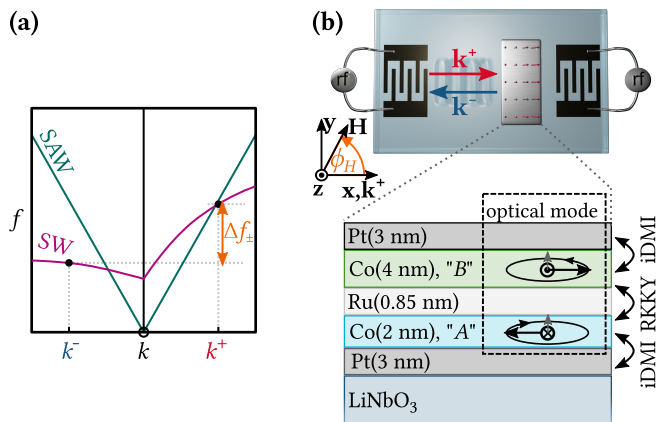 (a)
SAW
SW
f
Δf±
k⁻
k
k⁺
(b)
rf
k⁺
k⁻
rf
y
H
ϕH
z
x,k⁺
optical mode
Pt(3 nm)
Co(4 nm), "B"
Ru(0.85 nm)
Co(2 nm), "A"
Pt(3 nm)
LiNbO₃
iDMI
RKKY
iDMI